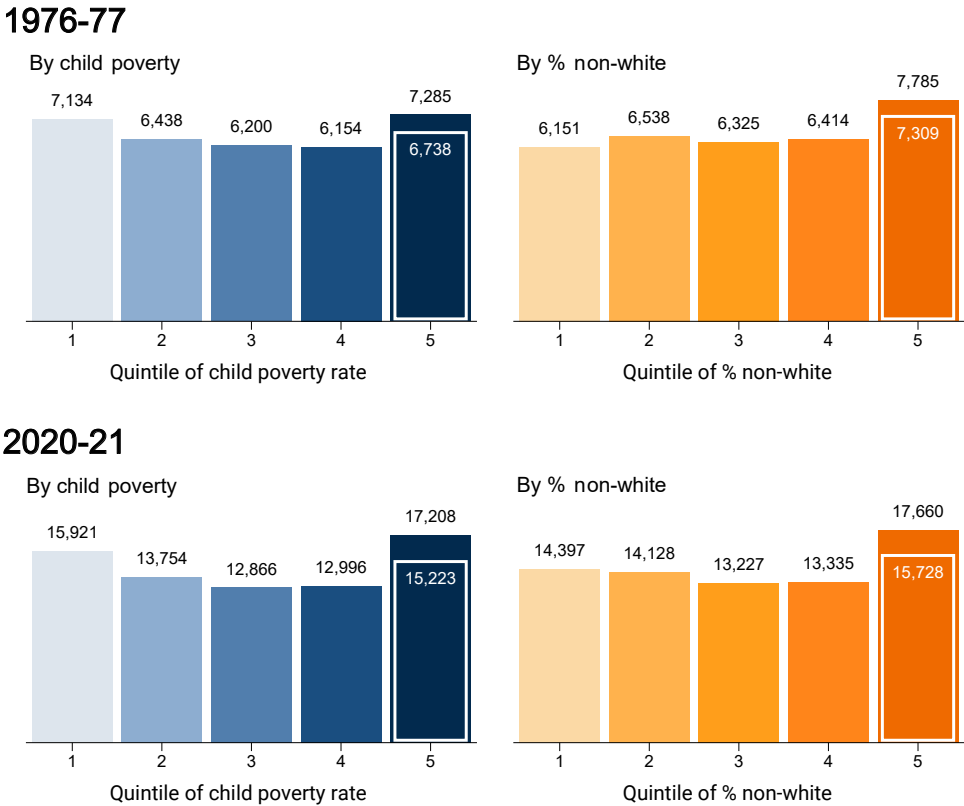 1976-77
By child poverty
7,134
6,438
6,200
6,154
7,285
6,738
1 2 3 4 5
Quintile of child poverty rate
By % non-white
6,151
6,538
6,325
6,414
7,785
7,309
1 2 3 4 5
Quintile of % non-white
2020-21
By child poverty
15,921
13,754
12,866
12,996
17,208
15,223
1 2 3 4 5
Quintile of child poverty rate
By % non-white
14,397
14,128
13,227
13,335
17,660
15,728
1 2 3 4 5
Quintile of % non-white